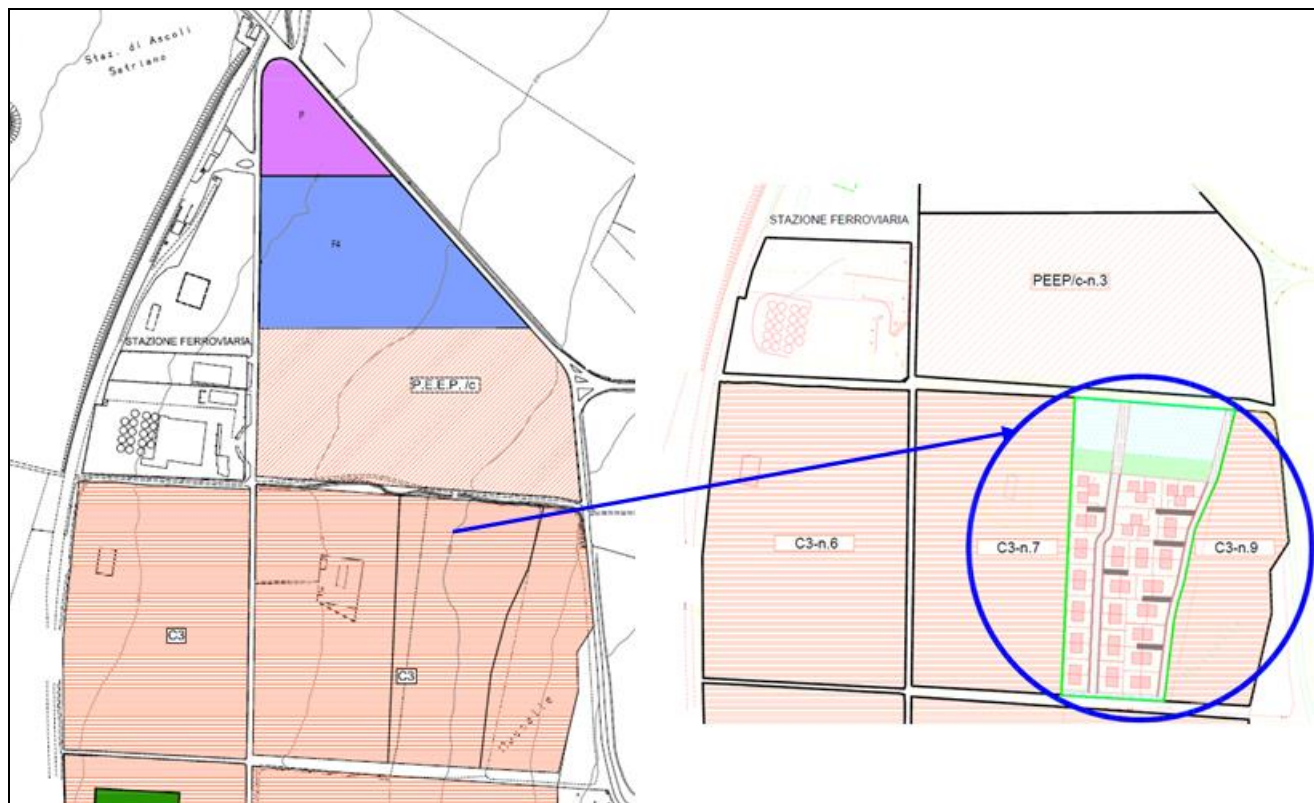 Staz. di Ascoli
Satriano
P
F4
STAZIONE FERROVIARIA
P.E.E.P. /c
C3
C3
STAZIONE FERROVIARIA
PEEP/c-n.3
C3-n.6
C3-n.7
C3-n.9